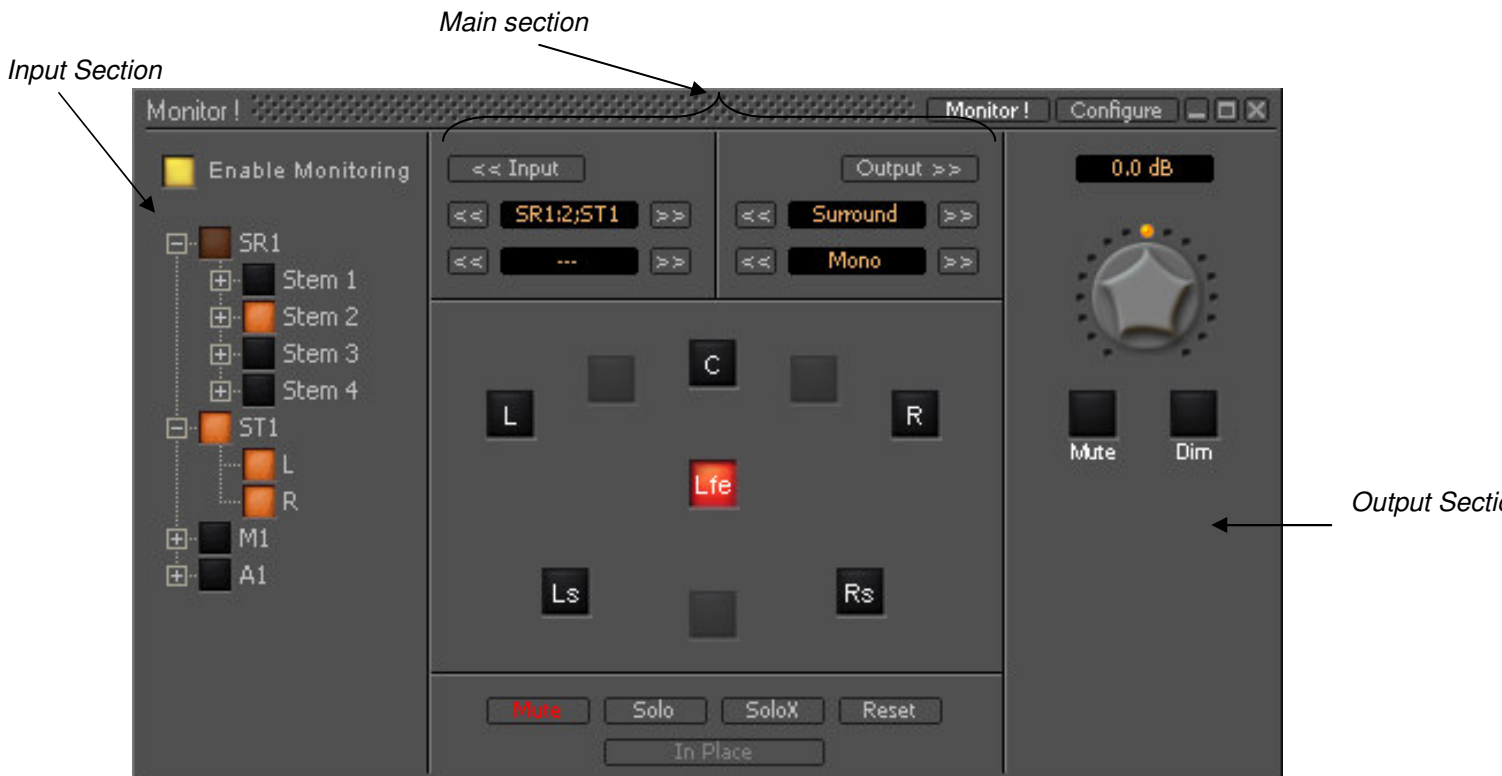 Main section
Input Section
Monitor ! Monitor ! Configure
Enable Monitoring << Input Output >> 0.0 dB
<< SR1:2;ST1 >> << Surround >>
<< --- >> << Mono >>
SR1
Stem 1
Stem 2
Stem 3
Stem 4
ST1
L
R
M1
A1
C
L R
Lfe
Ls Rs
Mute Dim
Output Sectio
Mute Solo SoloX Reset
In Place